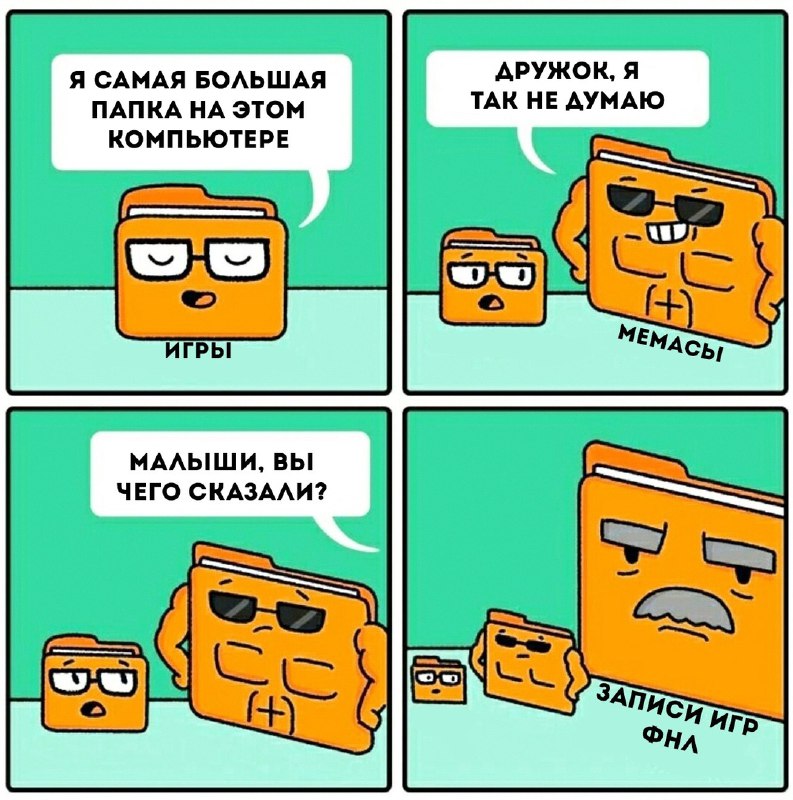 Я САМАЯ БОЛЬШАЯ
ПАПКА НА ЭТОМ
КОМПЬЮТЕРЕ
ИГРЫ
ДРУЖОК, Я
ТАК НЕ ДУМАЮ
МЕМАСЫ
МАЛЫШИ, ВЫ
ЧЕГО СКАЗАЛИ?
ЗАПИСИ ИГР
ФНЛ